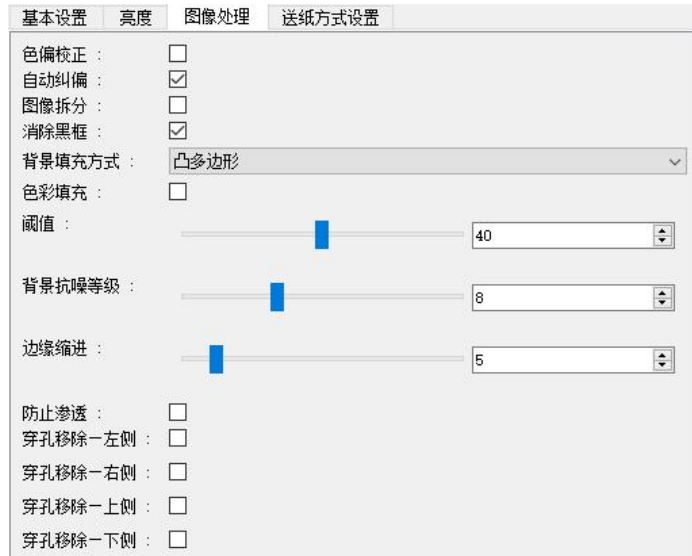 基本设置 亮度 图像处理 送纸方式设置
色偏校正 :
自动纠偏 :
图像拆分 :
消除黑框 :
背景填充方式 : 凸多边形
色彩填充 :
阈值 : 40
背景抗噪等级 : 8
边缘缩进 : 5
防止渗透 :
穿孔移除一左侧 :
穿孔移除一右侧 :
穿孔移除一上侧 :
穿孔移除一下侧 :